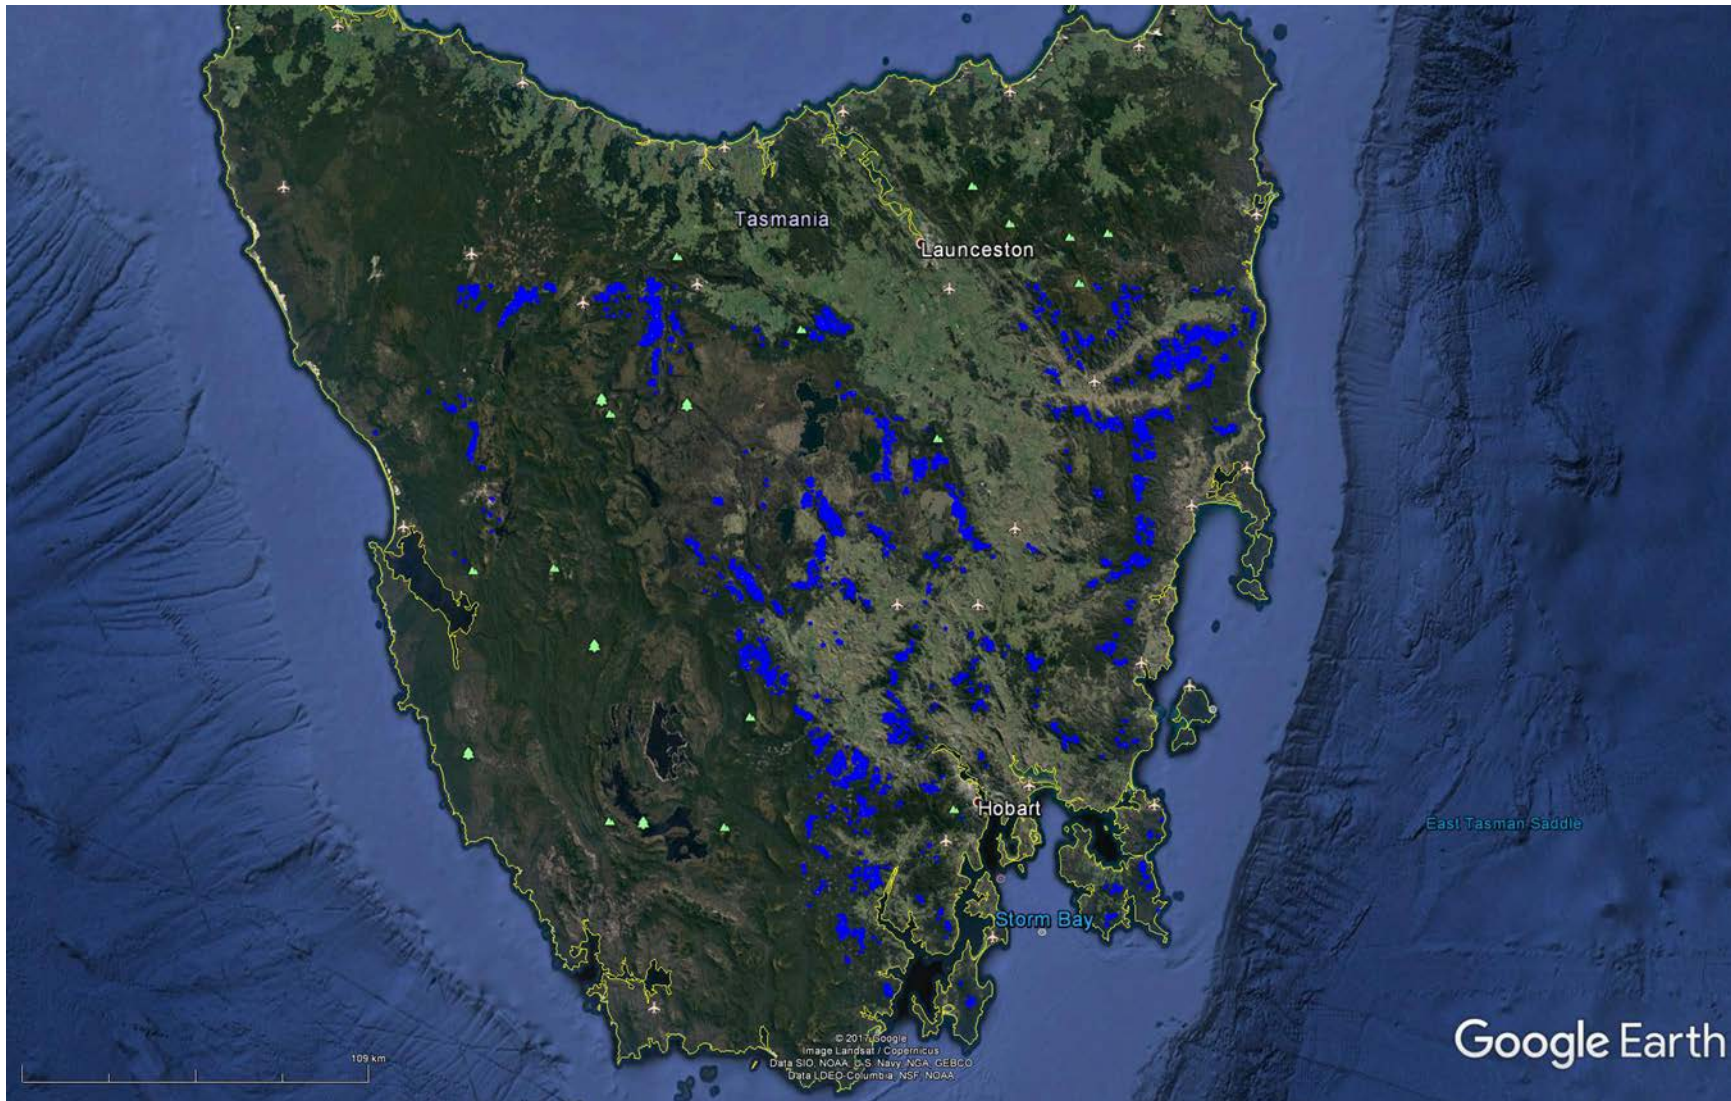 Tasmania
Launceston
Hobart
East Tasman Saddle
Storm Bay
109 km
© 2017 Google
Image Landsat / Copernicus
Data SIO, NOAA, U.S. Navy, NGA, GEBCO
Data LDEO-Columbia, NSF, NOAA
Google Earth